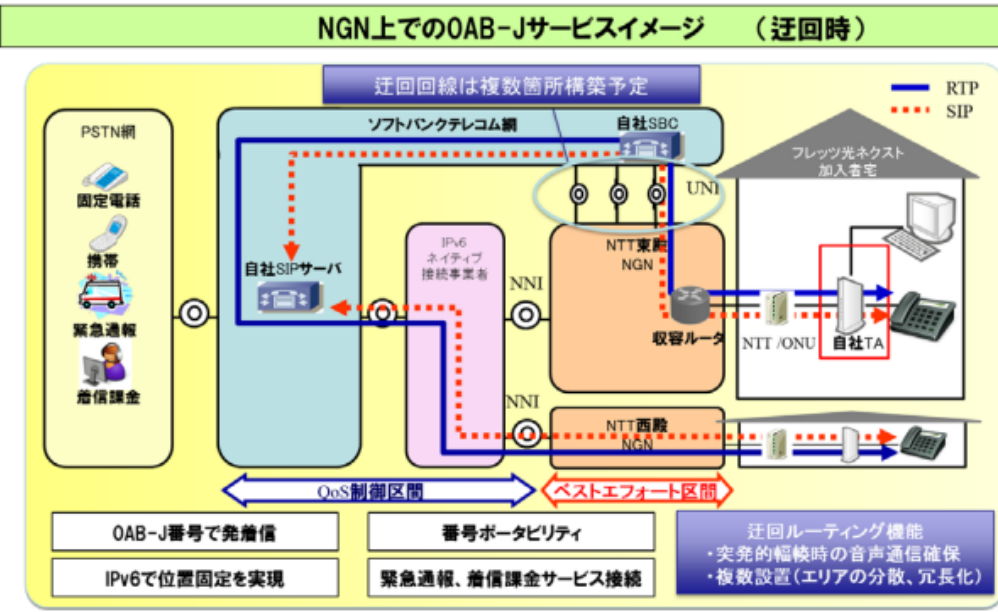 NGN上でのOAB-Jサービスイメージ　（迂回時）
迂回回線は複数箇所構築予定
RTP
SIP
PSTN網
固定電話
携帯
緊急通報
着信課金
ソフトバンクテレコム網
自社SBC
自社SIPサーバ
UNI
IPv6
ネイティブ
接続事業者
NNI
NNI
NTT東殿
NGN
収容ルータ
NTT西殿
NGN
フレッツ光ネクスト
加入者宅
NTT /ONU
自社TA
QoS制御区間
ベストエフォート区間
OAB-J番号で発着信
番号ポータビリティ
IPv6で位置固定を実現
緊急通報、着信課金サービス接続
迂回ルーティング機能
・突発的輻輳時の音声通信確保
・複数設置（エリアの分散、冗長化）